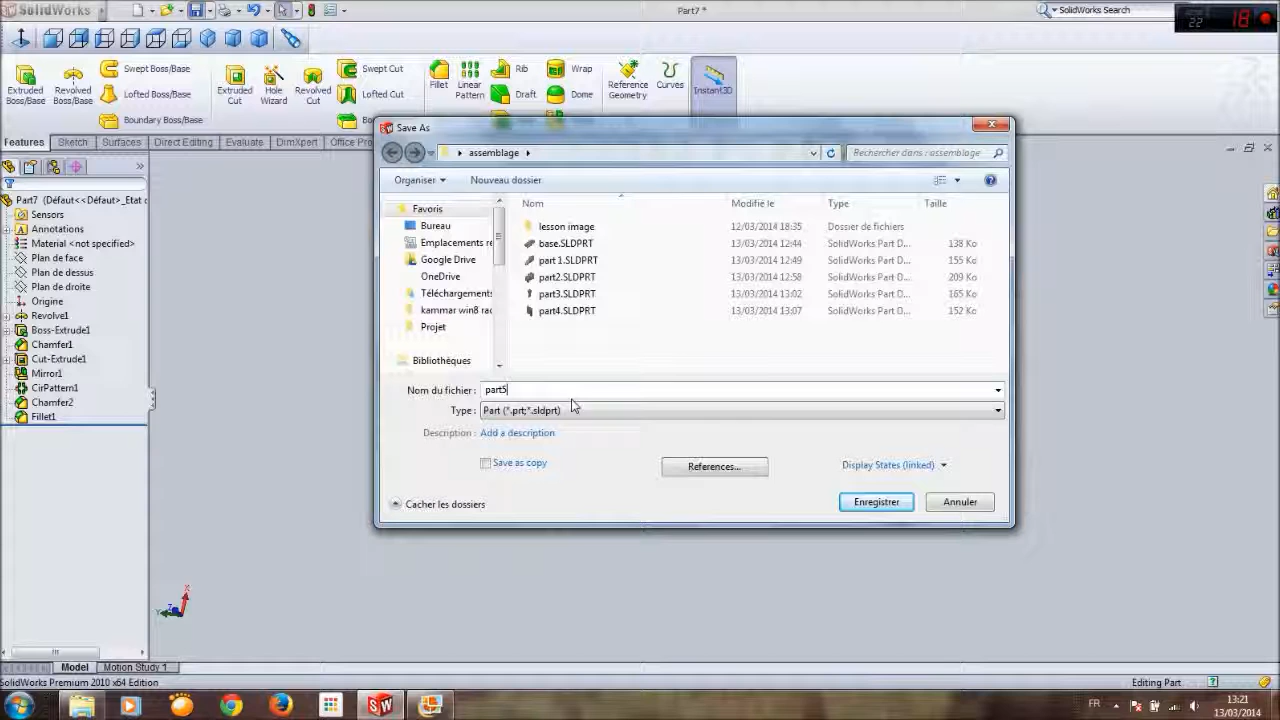 SolidWorks
Part7 *
SolidWorks Search
22 18
Extruded Boss/Base
Revolved Boss/Base
Swept Boss/Base
Lofted Boss/Base
Boundary Boss/Base
Extruded Cut
Hole Wizard
Revolved Cut
Swept Cut
Lofted Cut
Fillet
Linear Pattern
Rib
Draft
Wrap
Dome
Reference Geometry
Curves
Instant3D
Features Sketch Surfaces Direct Editing Evaluate DimXpert Office Pro
Part7 (Défaut<<Défaut>_Etat
Sensors
Annotations
Material <not specified>
Plan de face
Plan de dessus
Plan de droite
Origine
Revolve1
Boss-Extrude1
Chamfer1
Cut-Extrude1
Mirror1
CirPattern1
Chamfer2
Fillet1
Save As
assemblage
Rechercher dans : assemblage
Organiser Nouveau dossier
Favoris
Bureau
Emplacements
Google Drive
OneDrive
Téléchargements
kammar win8
Projet
Bibliothèques
Nom Modifié le Type Taille
lesson image 12/03/2014 18:35 Dossier de fichiers
base.SLDPRT 13/03/2014 12:44 SolidWorks Part D... 138 Ko
part 1.SLDPRT 13/03/2014 12:49 SolidWorks Part D... 155 Ko
part2.SLDPRT 13/03/2014 12:58 SolidWorks Part D... 209 Ko
part3.SLDPRT 13/03/2014 13:02 SolidWorks Part D... 165 Ko
part4.SLDPRT 13/03/2014 13:07 SolidWorks Part D... 152 Ko
Nom du fichier : part5
Type : Part (*.prt;*.sldprt)
Description : Add a description
Save as copy
References...
Display States (linked)
Cacher les dossiers
Enregistrer
Annuler
X
Y
Z
Model Motion Study 1
SolidWorks Premium 2010 x64 Edition
Editing Part
FR
13:21
13/03/2014